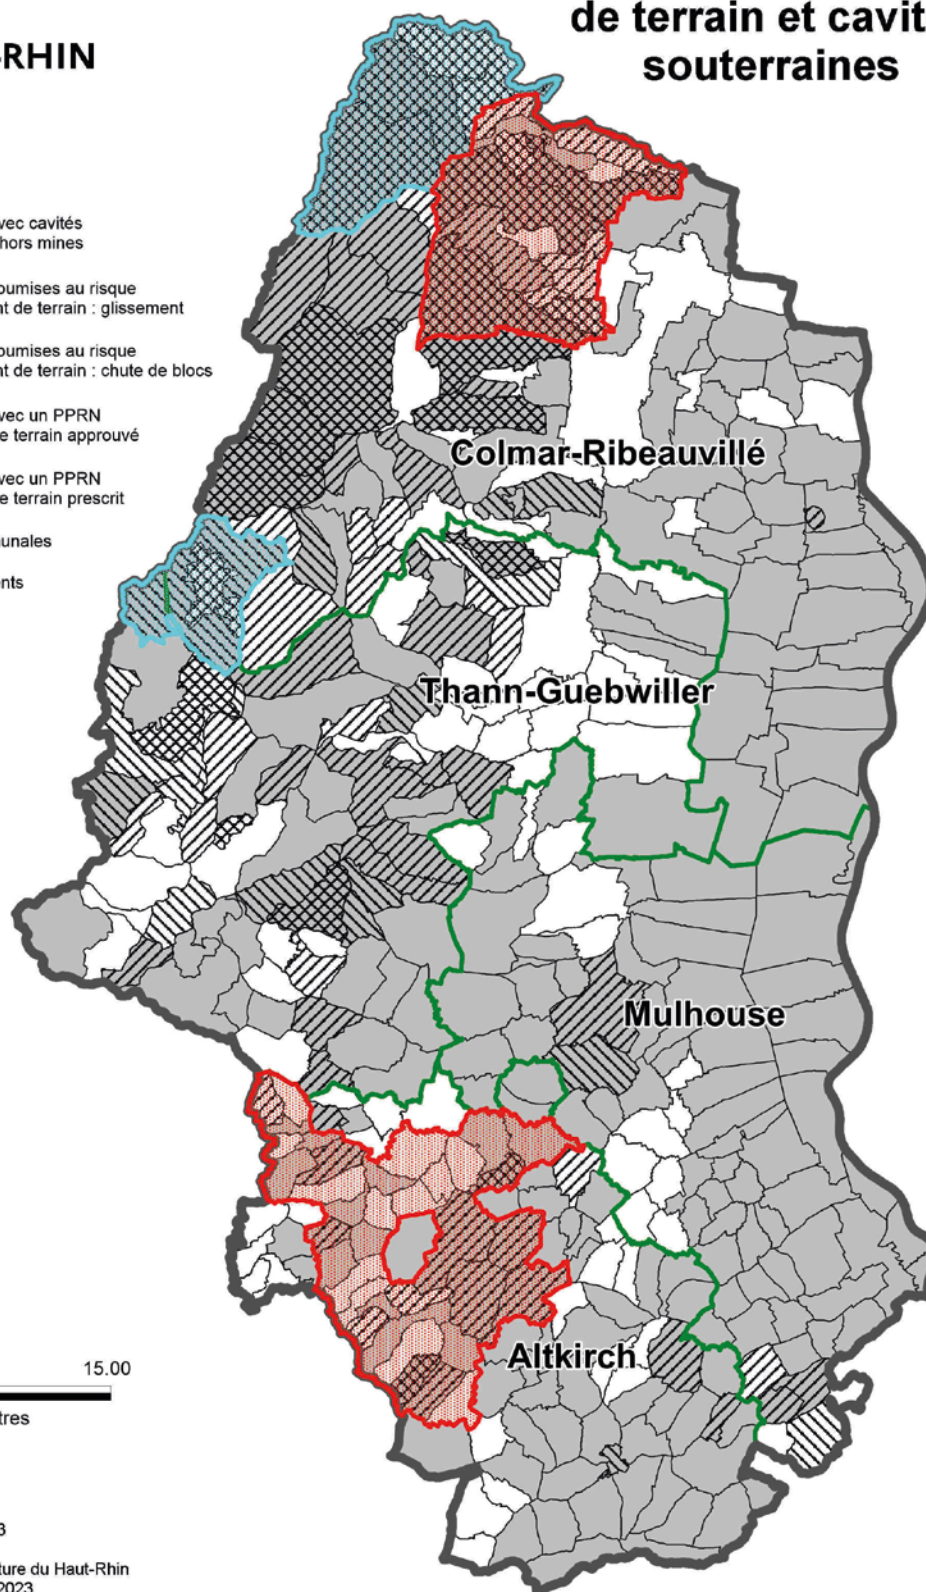 de terrain et cavit
souterraines
-RHIN
vec cavités
hors mines
oumises au risque
nt de terrain : glissement
oumises au risque
nt de terrain : chute de blocs
vec un PPRN
e terrain approuvé
vec un PPRN
e terrain prescrit
unales
nts
Colmar-Ribeauvillé
Thann-Guebwiller
Mulhouse
Altkirch
15.00
tres
3
ture du Haut-Rhin
2023